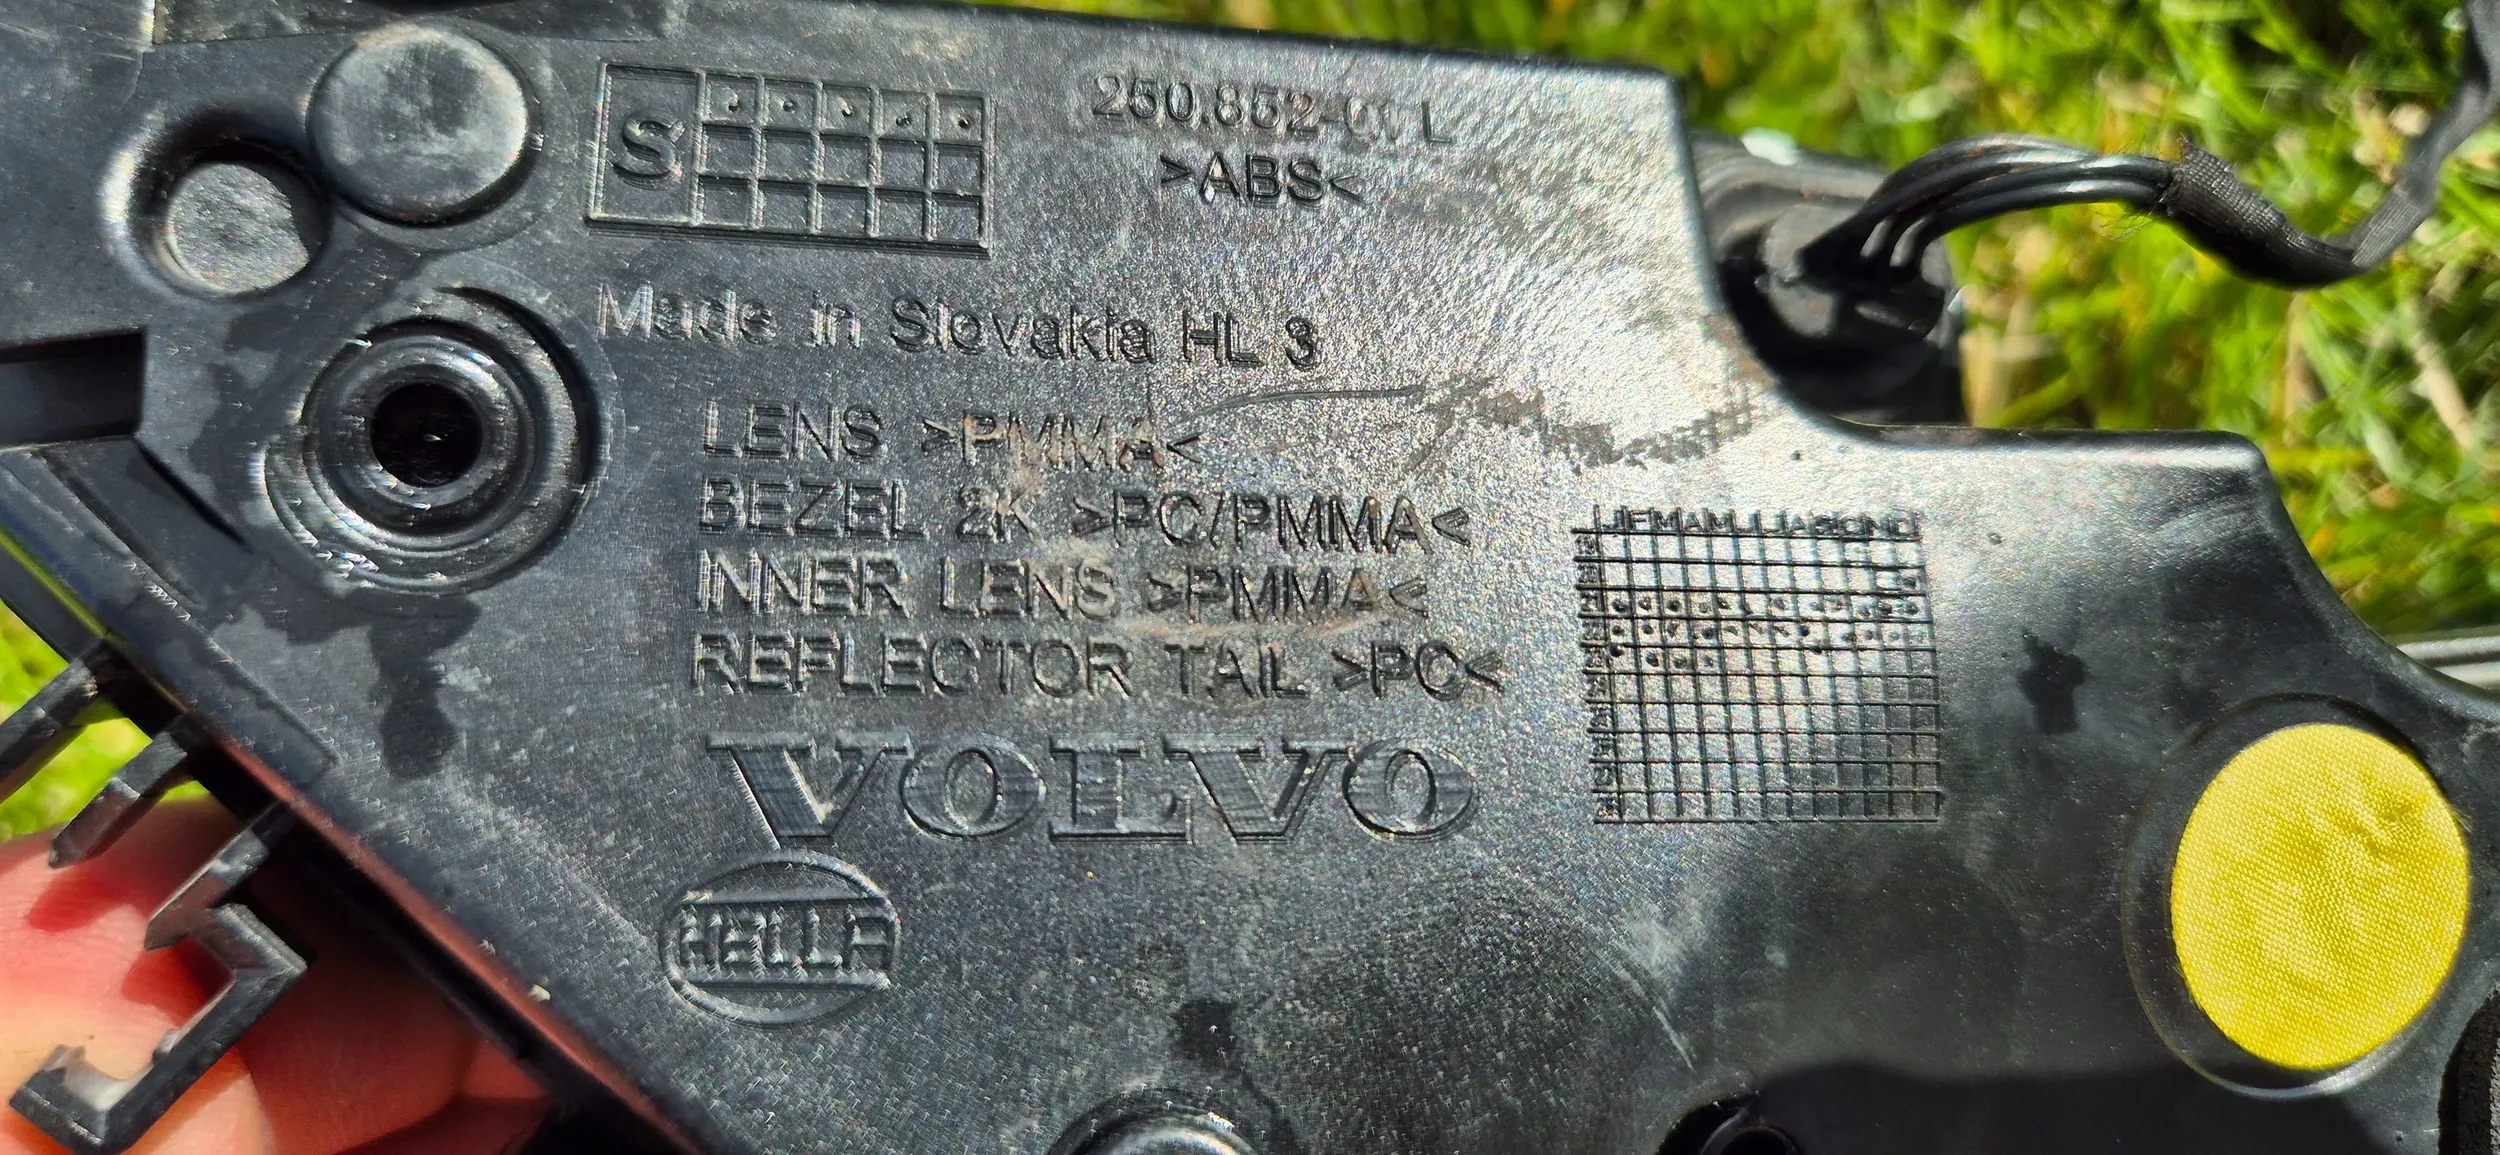 S
250.852-01 L
>ABS<
Made in Slovakia HL 3
LENS >PMMA<
BEZEL 2K >PC/PMMA<
INNER LENS >PMMA<
REFLECTOR TAIL >PC<
JFMAMJJASOND
VOLVO
HELLA